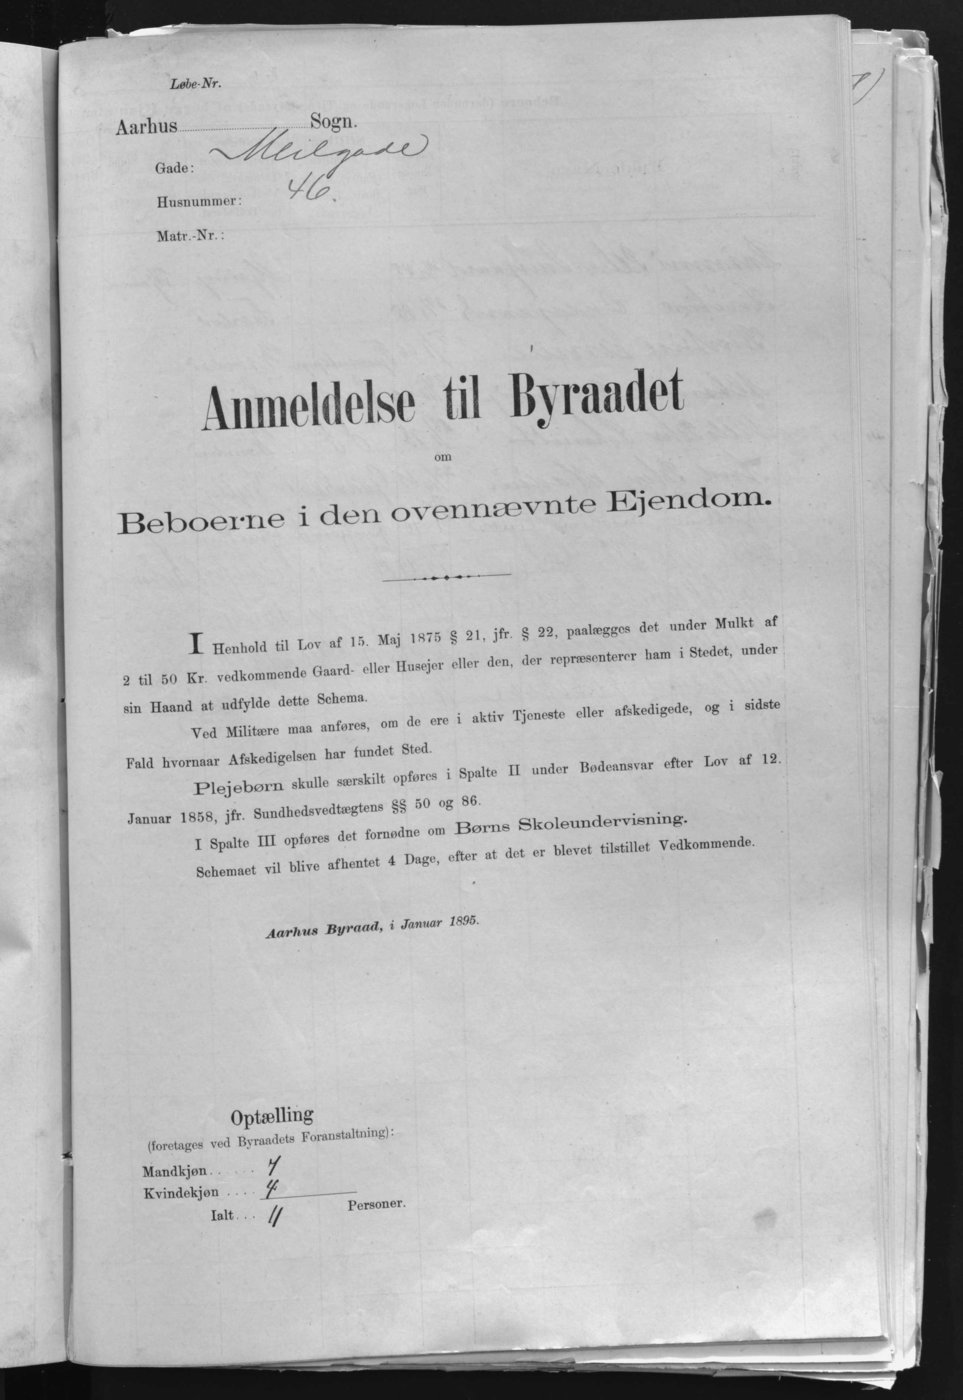 Løbe-Nr.
Aarhus Sogn.
Gade: Meilgade
Husnummer: 46.
Matr.-Nr.:
Anmeldelse til Byraadet
om
Beboerne i den ovennævnte Ejendom.
I Henhold til Lov af 15. Maj 1875 § 21, jfr. § 22, paalægges det under Mulkt af
2 til 50 Kr. vedkommende Gaard- eller Husejer eller den, der repræsenterer ham i Stedet, under
sin Haand at udfylde dette Schema.
Ved Militære maa anføres, om de ere i aktiv Tjeneste eller afskedigede, og i sidste
Fald hvornaar Afskedigelsen har fundet Sted.
Plejebørn skulle særskilt opføres i Spalte II under Bødeansvar efter Lov af 12.
Januar 1858, jfr. Sundhedsvedtægtens §§ 50 og 86.
I Spalte III opføres det fornødne om Børns Skoleundervisning.
Schemaet vil blive afhentet 4 Dage, efter at det er blevet tilstillet Vedkommende.
Aarhus Byraad, i Januar 1895.
Optælling
(foretages ved Byraadets Foranstaltning):
Mandkjøn..... 7
Kvindekjøn.... 4
Ialt... 11 Personer.